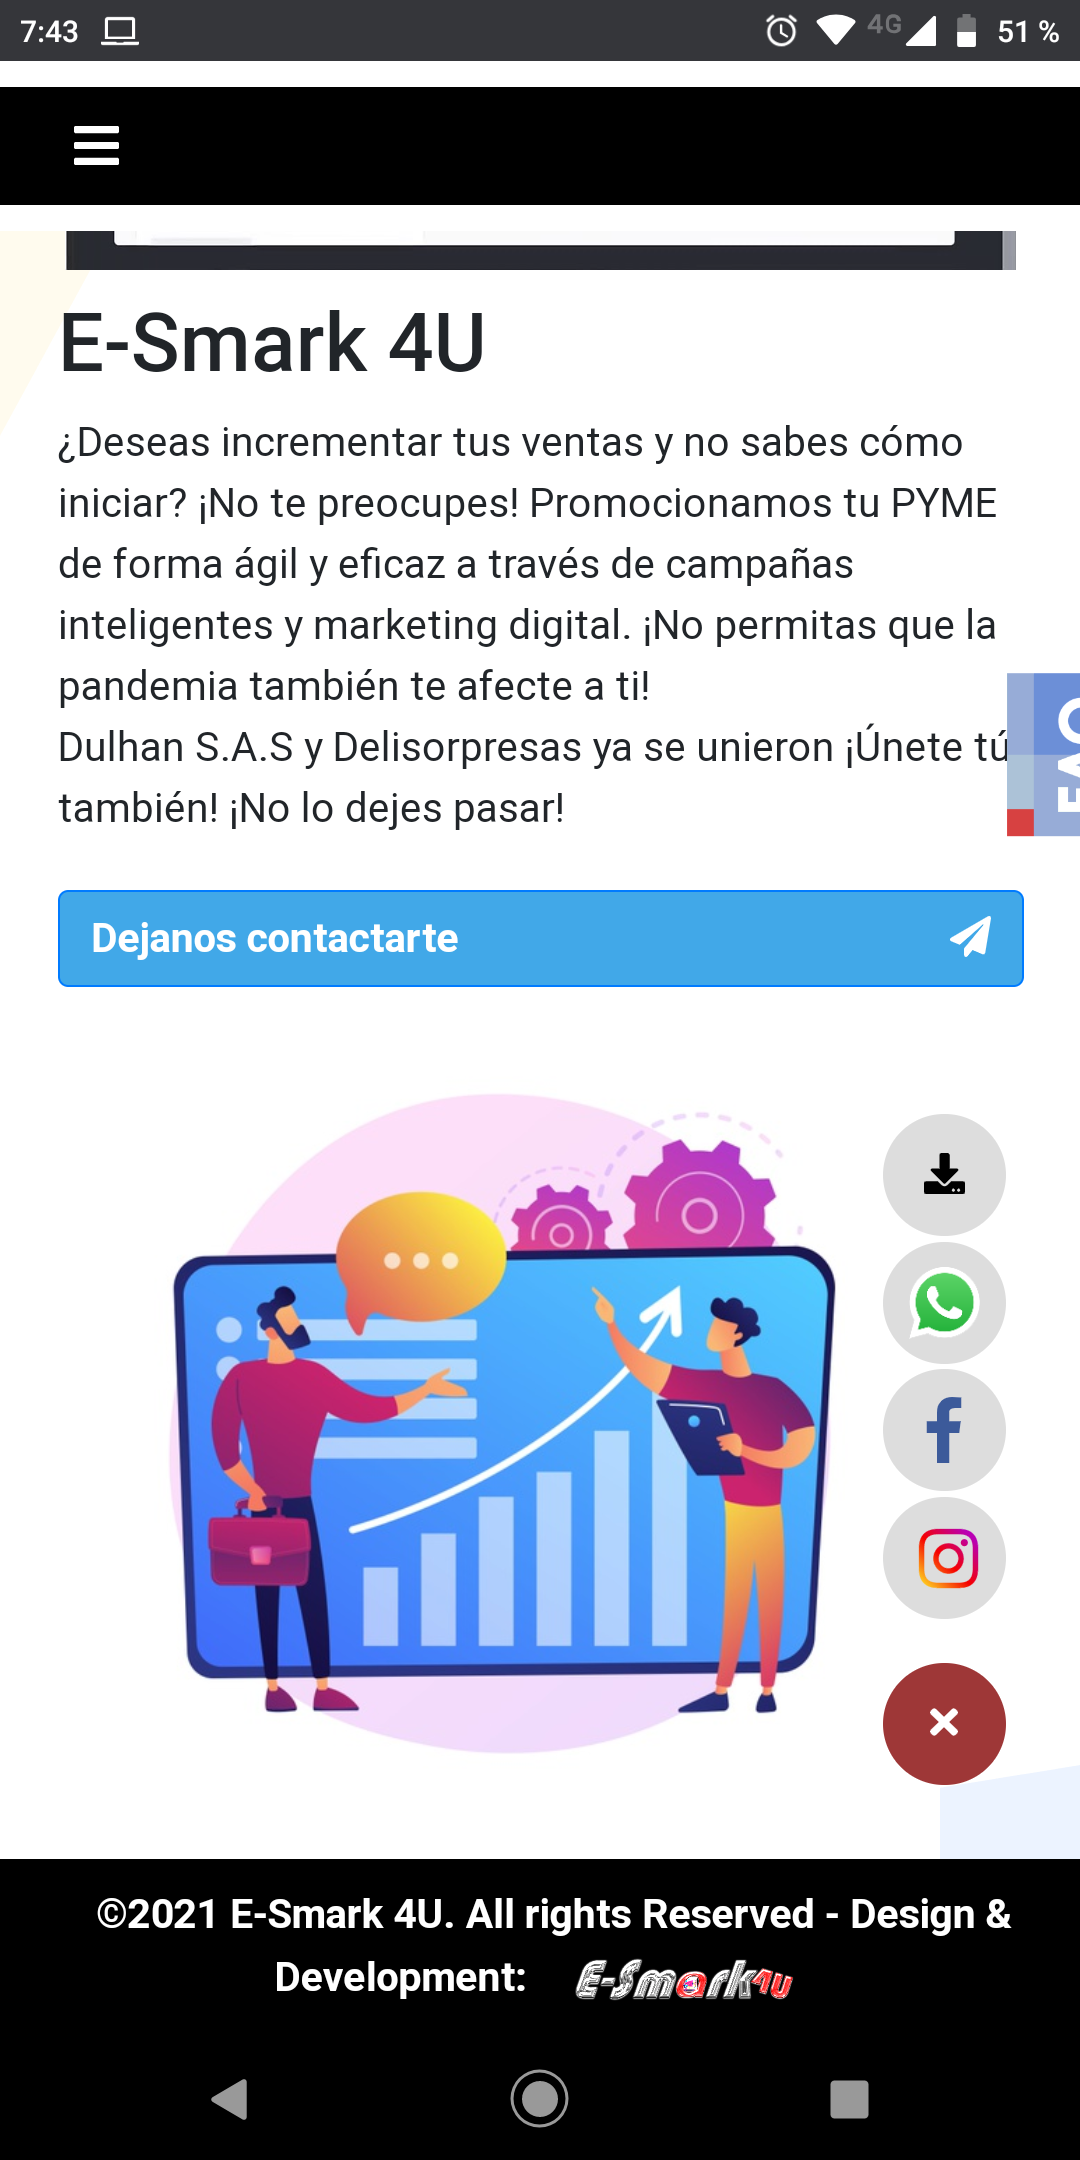 7:43 4G 51 %
E-Smark 4U
¿Deseas incrementar tus ventas y no sabes cómo
iniciar? ¡No te preocupes! Promocionamos tu PYME
de forma ágil y eficaz a través de campañas
inteligentes y marketing digital. ¡No permitas que la
pandemia también te afecte a ti!
Dulhan S.A.S y Delisorpresas ya se unieron ¡Únete tú
también! ¡No lo dejes pasar!
FAQ
Dejanos contactarte
©2021 E-Smark 4U. All rights Reserved - Design &
Development: E-Smark4U